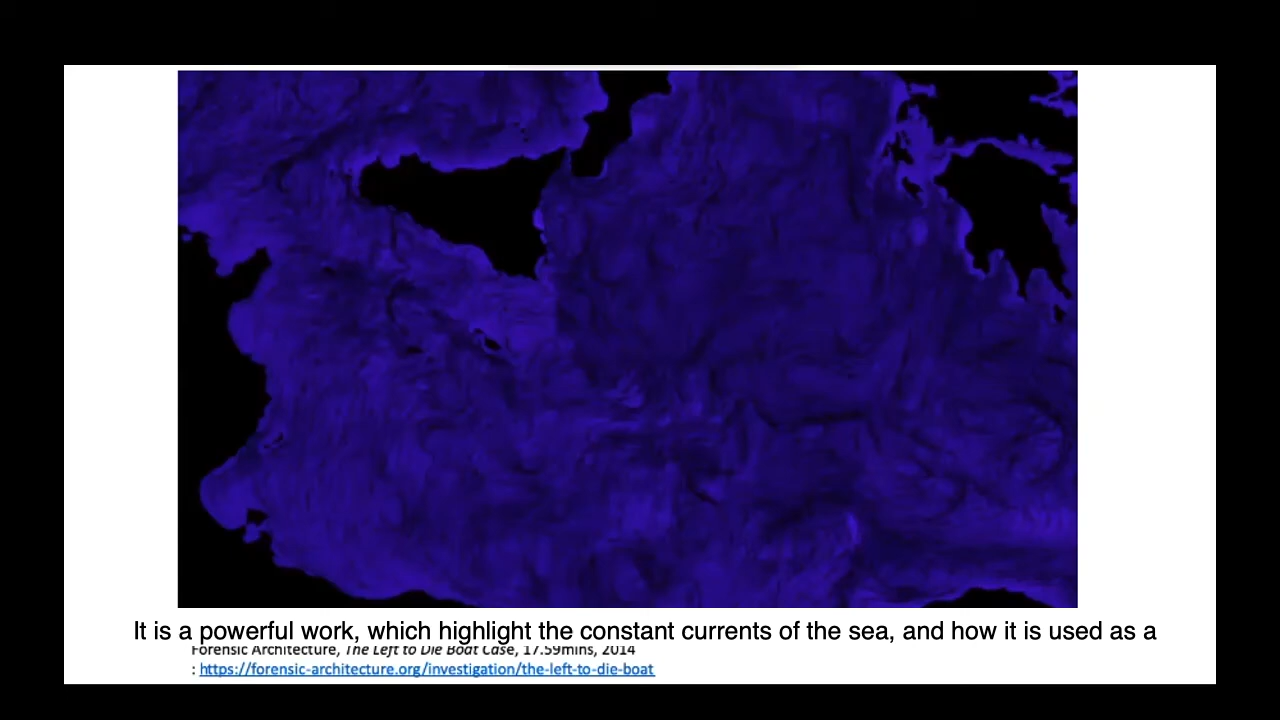 It is a powerful work, which highlight the constant currents of the sea, and how it is used as a
Forensic Architecture, The Left to Die Boat Case, 17.59mins, 2014
: https://forensic-architecture.org/investigation/the-left-to-die-boat